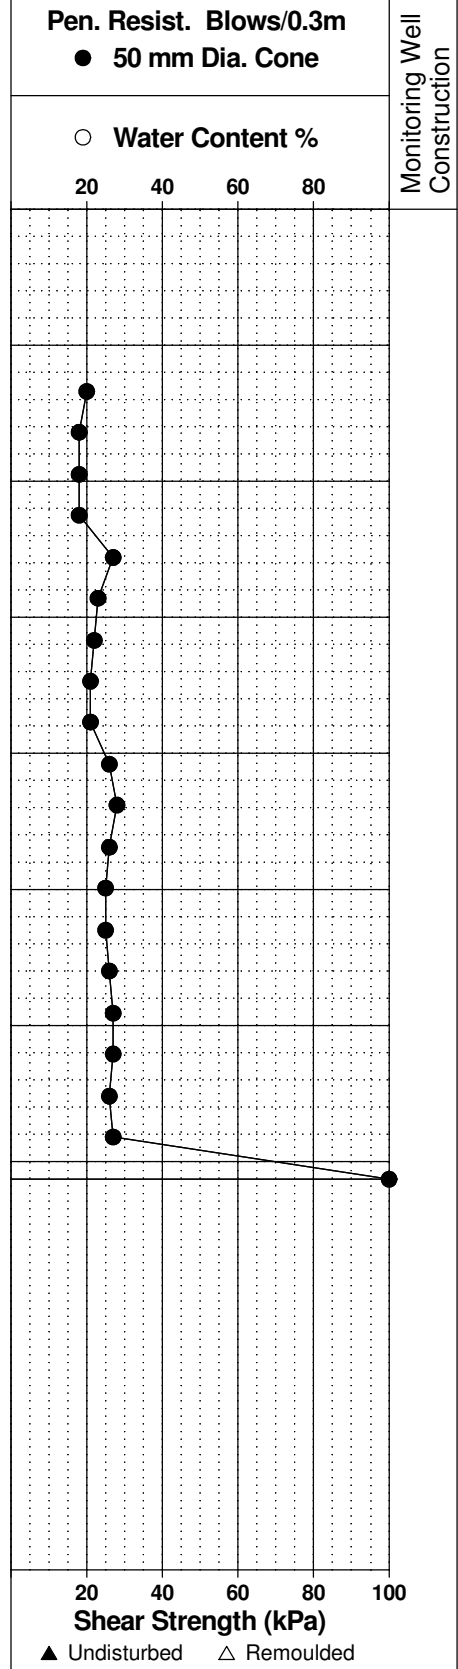 Pen. Resist. Blows/0.3m
● 50 mm Dia. Cone
○ Water Content %
20 40 60 80
Monitoring Well
Construction
20 40 60 80 100
Shear Strength (kPa)
▲ Undisturbed △ Remoulded